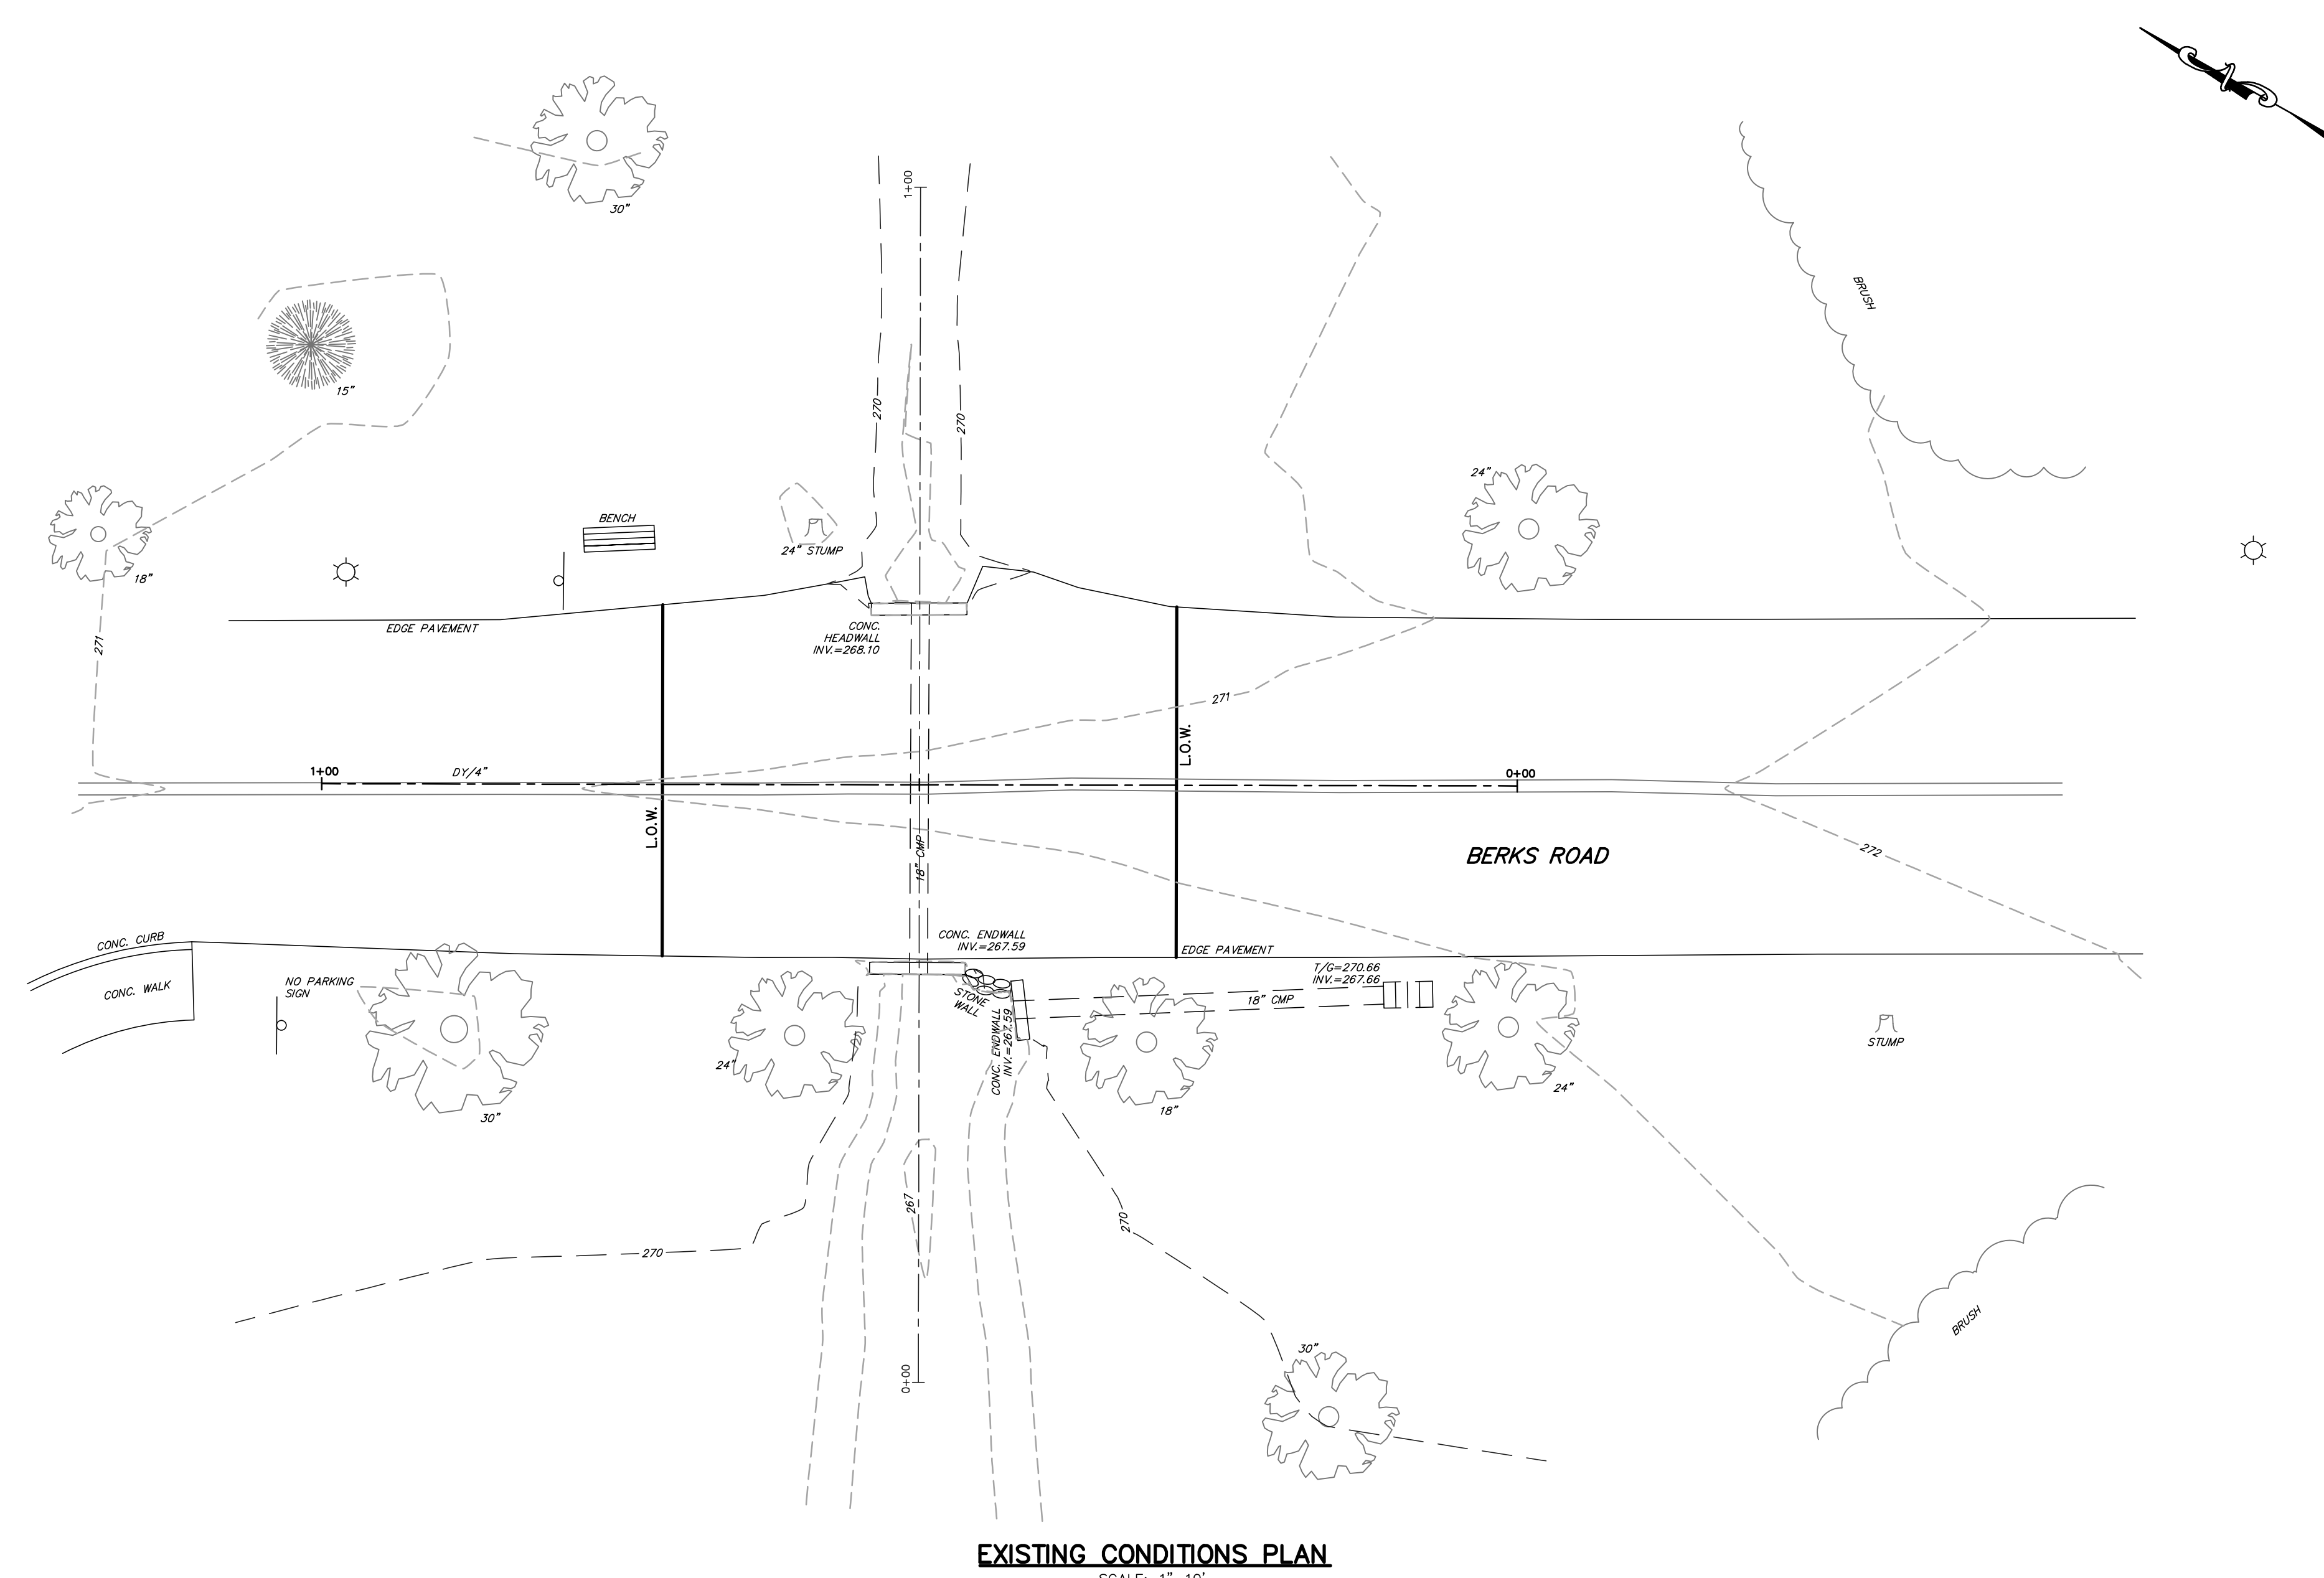 30"
1+00
BRUSH
15"
270
270
24"
BENCH
24" STUMP
18"
EDGE PAVEMENT
CONC.
HEADWALL
INV.=268.10
271
271
L.O.W.
1+00
DY/4"
0+00
L.O.W.
18" CMP
BERKS ROAD
272
CONC. CURB
CONC. ENDWALL
INV.=267.59
EDGE PAVEMENT
CONC. WALK
NO PARKING
SIGN
STONE
WALL
T/G=270.66
INV.=267.66
18" CMP
CONC. ENDWALL
INV.=267.59
STUMP
24"
30"
18"
24"
267
270
270
BRUSH
0+00
30"
EXISTING CONDITIONS PLAN